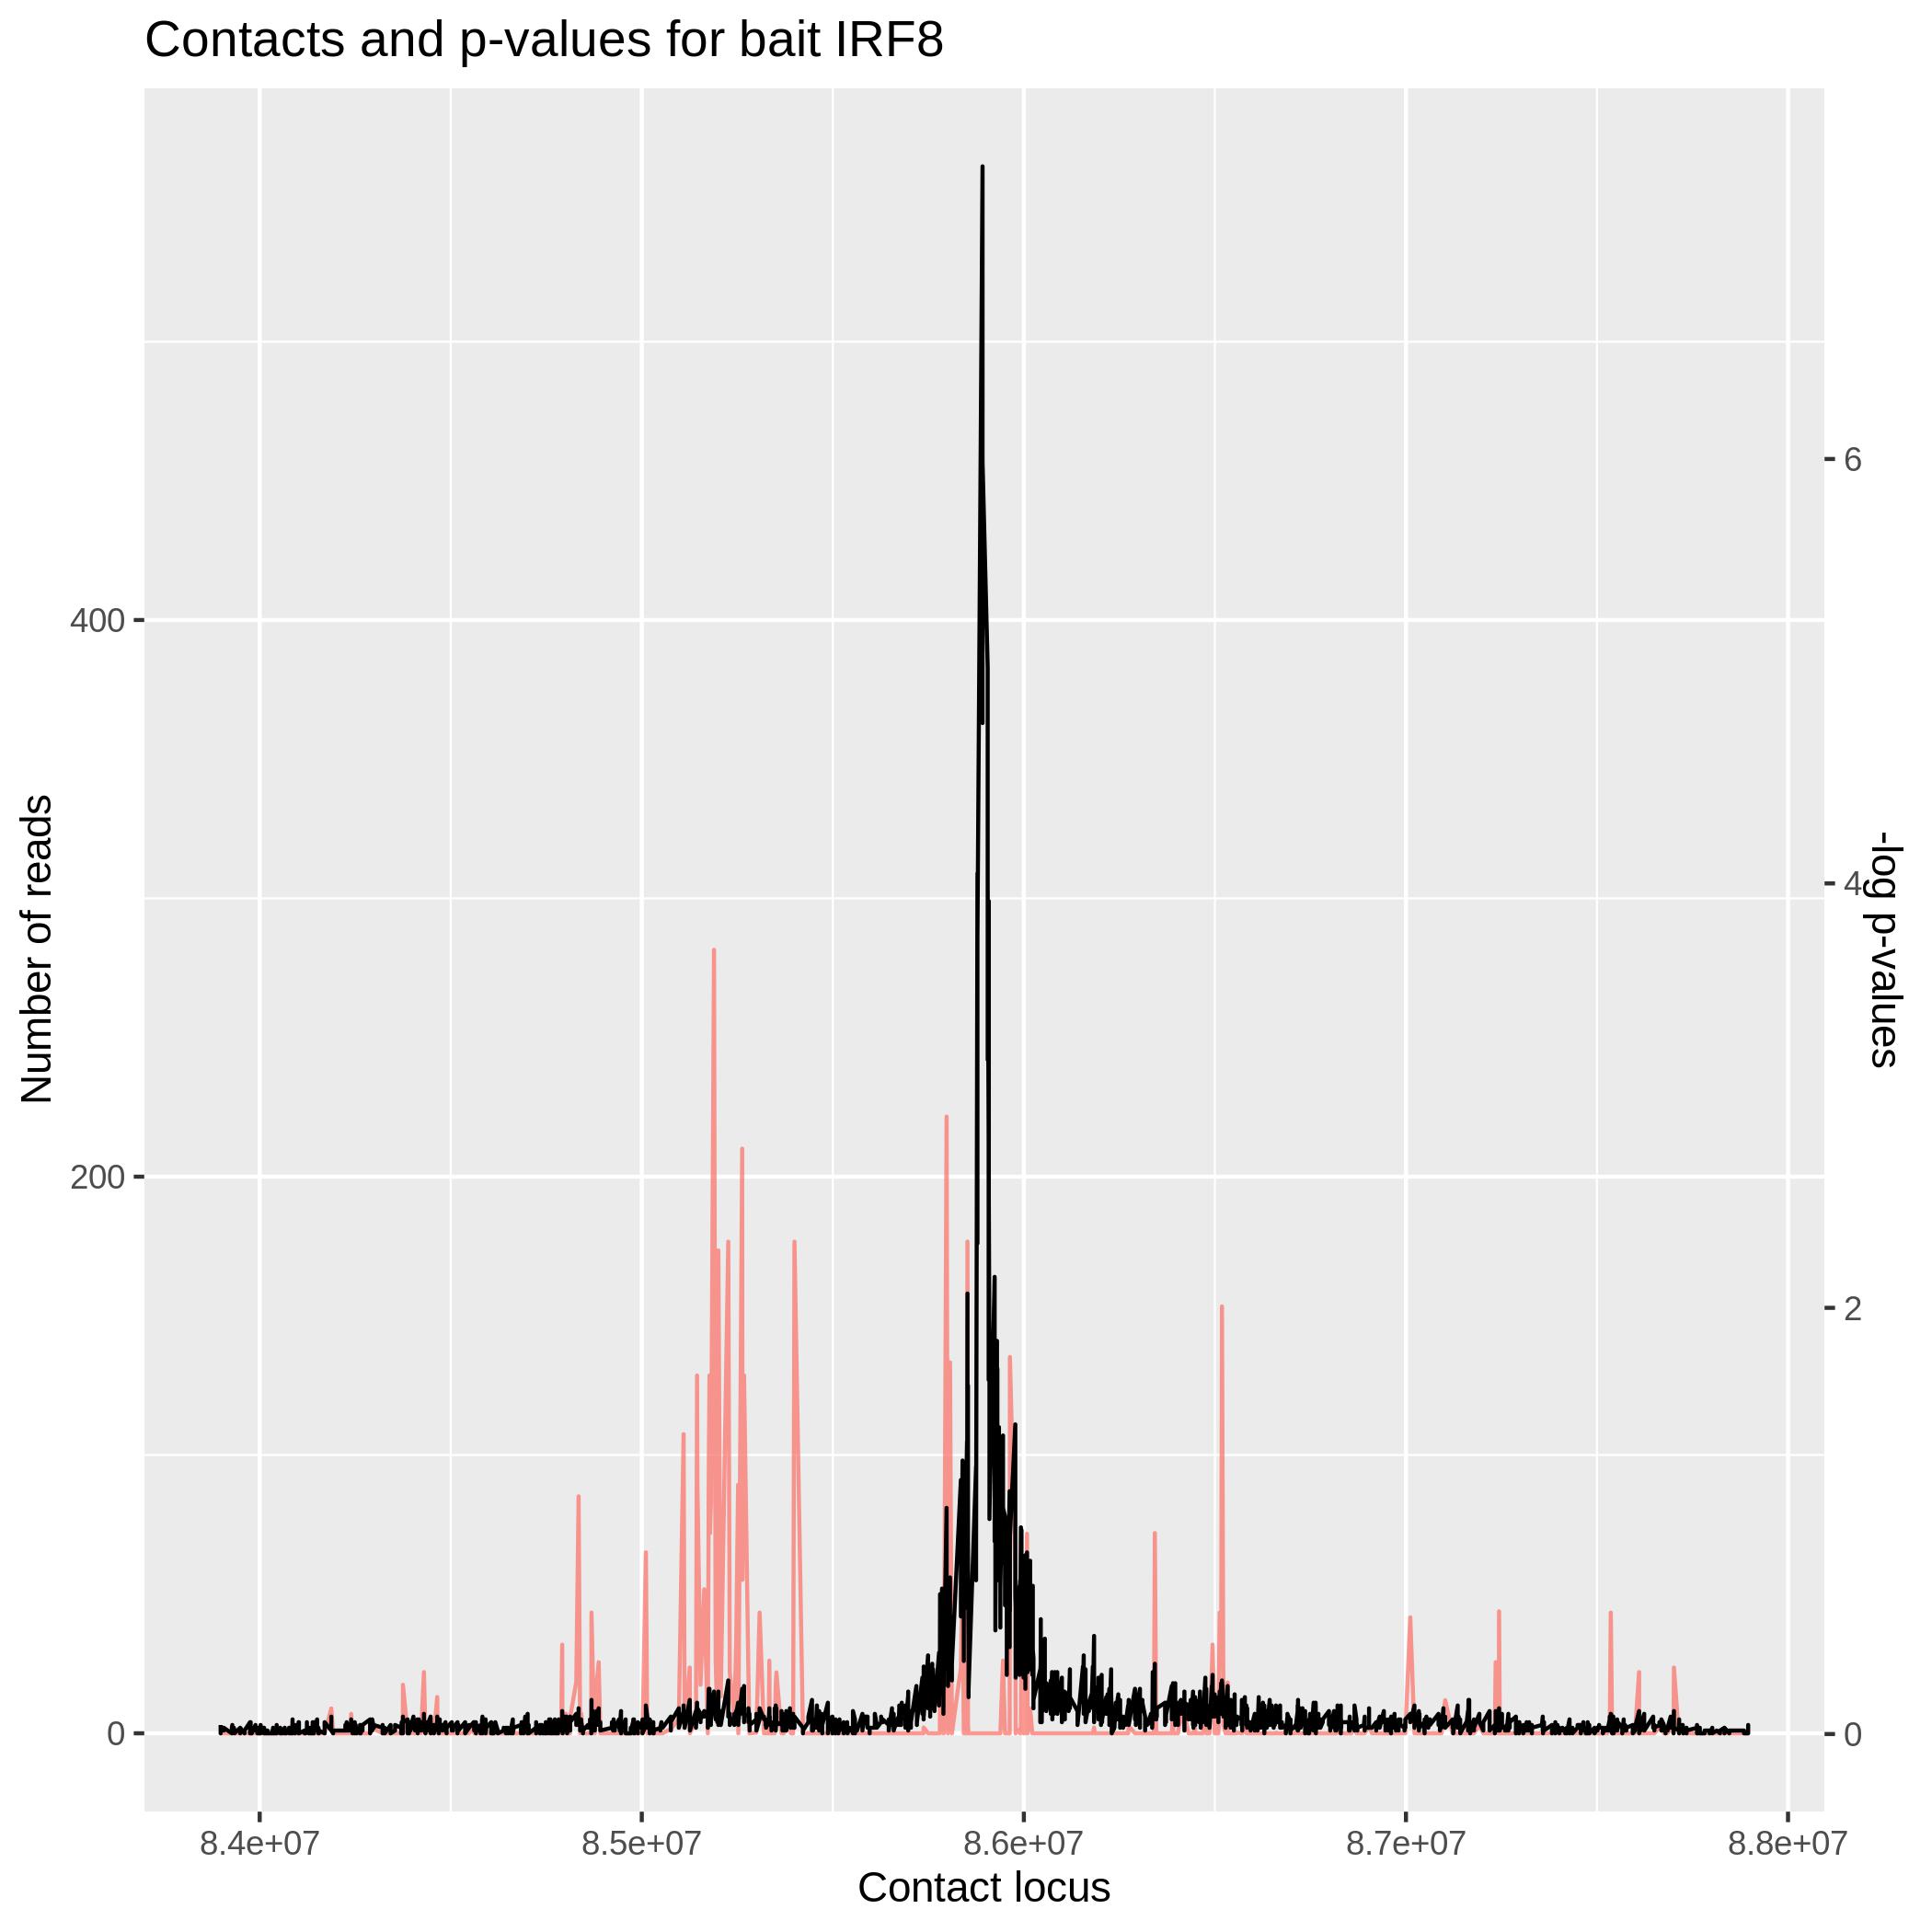 Contacts and p-values for bait IRF8
Number of reads
400
200
0
6
4
2
0
-log p-values
8.4e+07 8.5e+07 8.6e+07 8.7e+07 8.8e+07
Contact locus